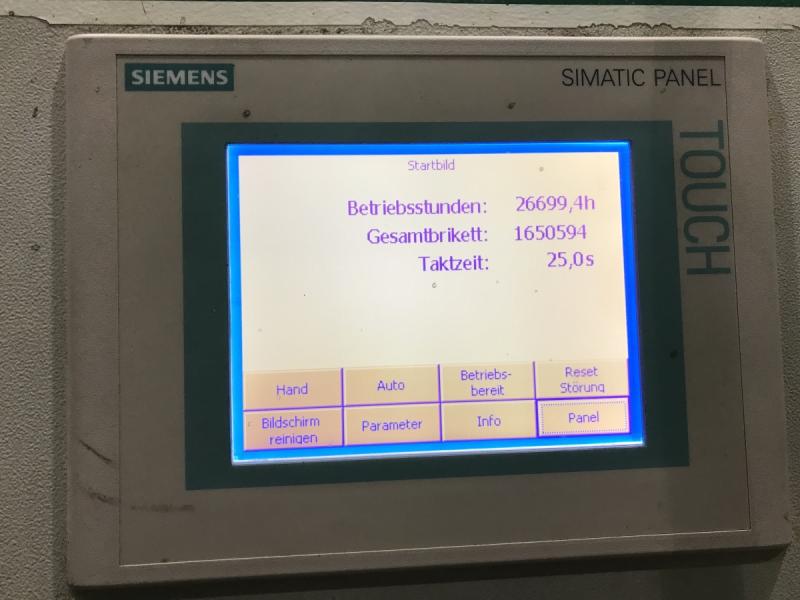 SIEMENS
SIMATIC PANEL
TOUCH
Startbild
Betriebsstunden: 26699,4h
Gesamtbrikett: 1650594
Taktzeit: 25,0s
Hand
Auto
Betriebs-
bereit
Reset
Störung
Bildschirm
reinigen
Parameter
Info
Panel